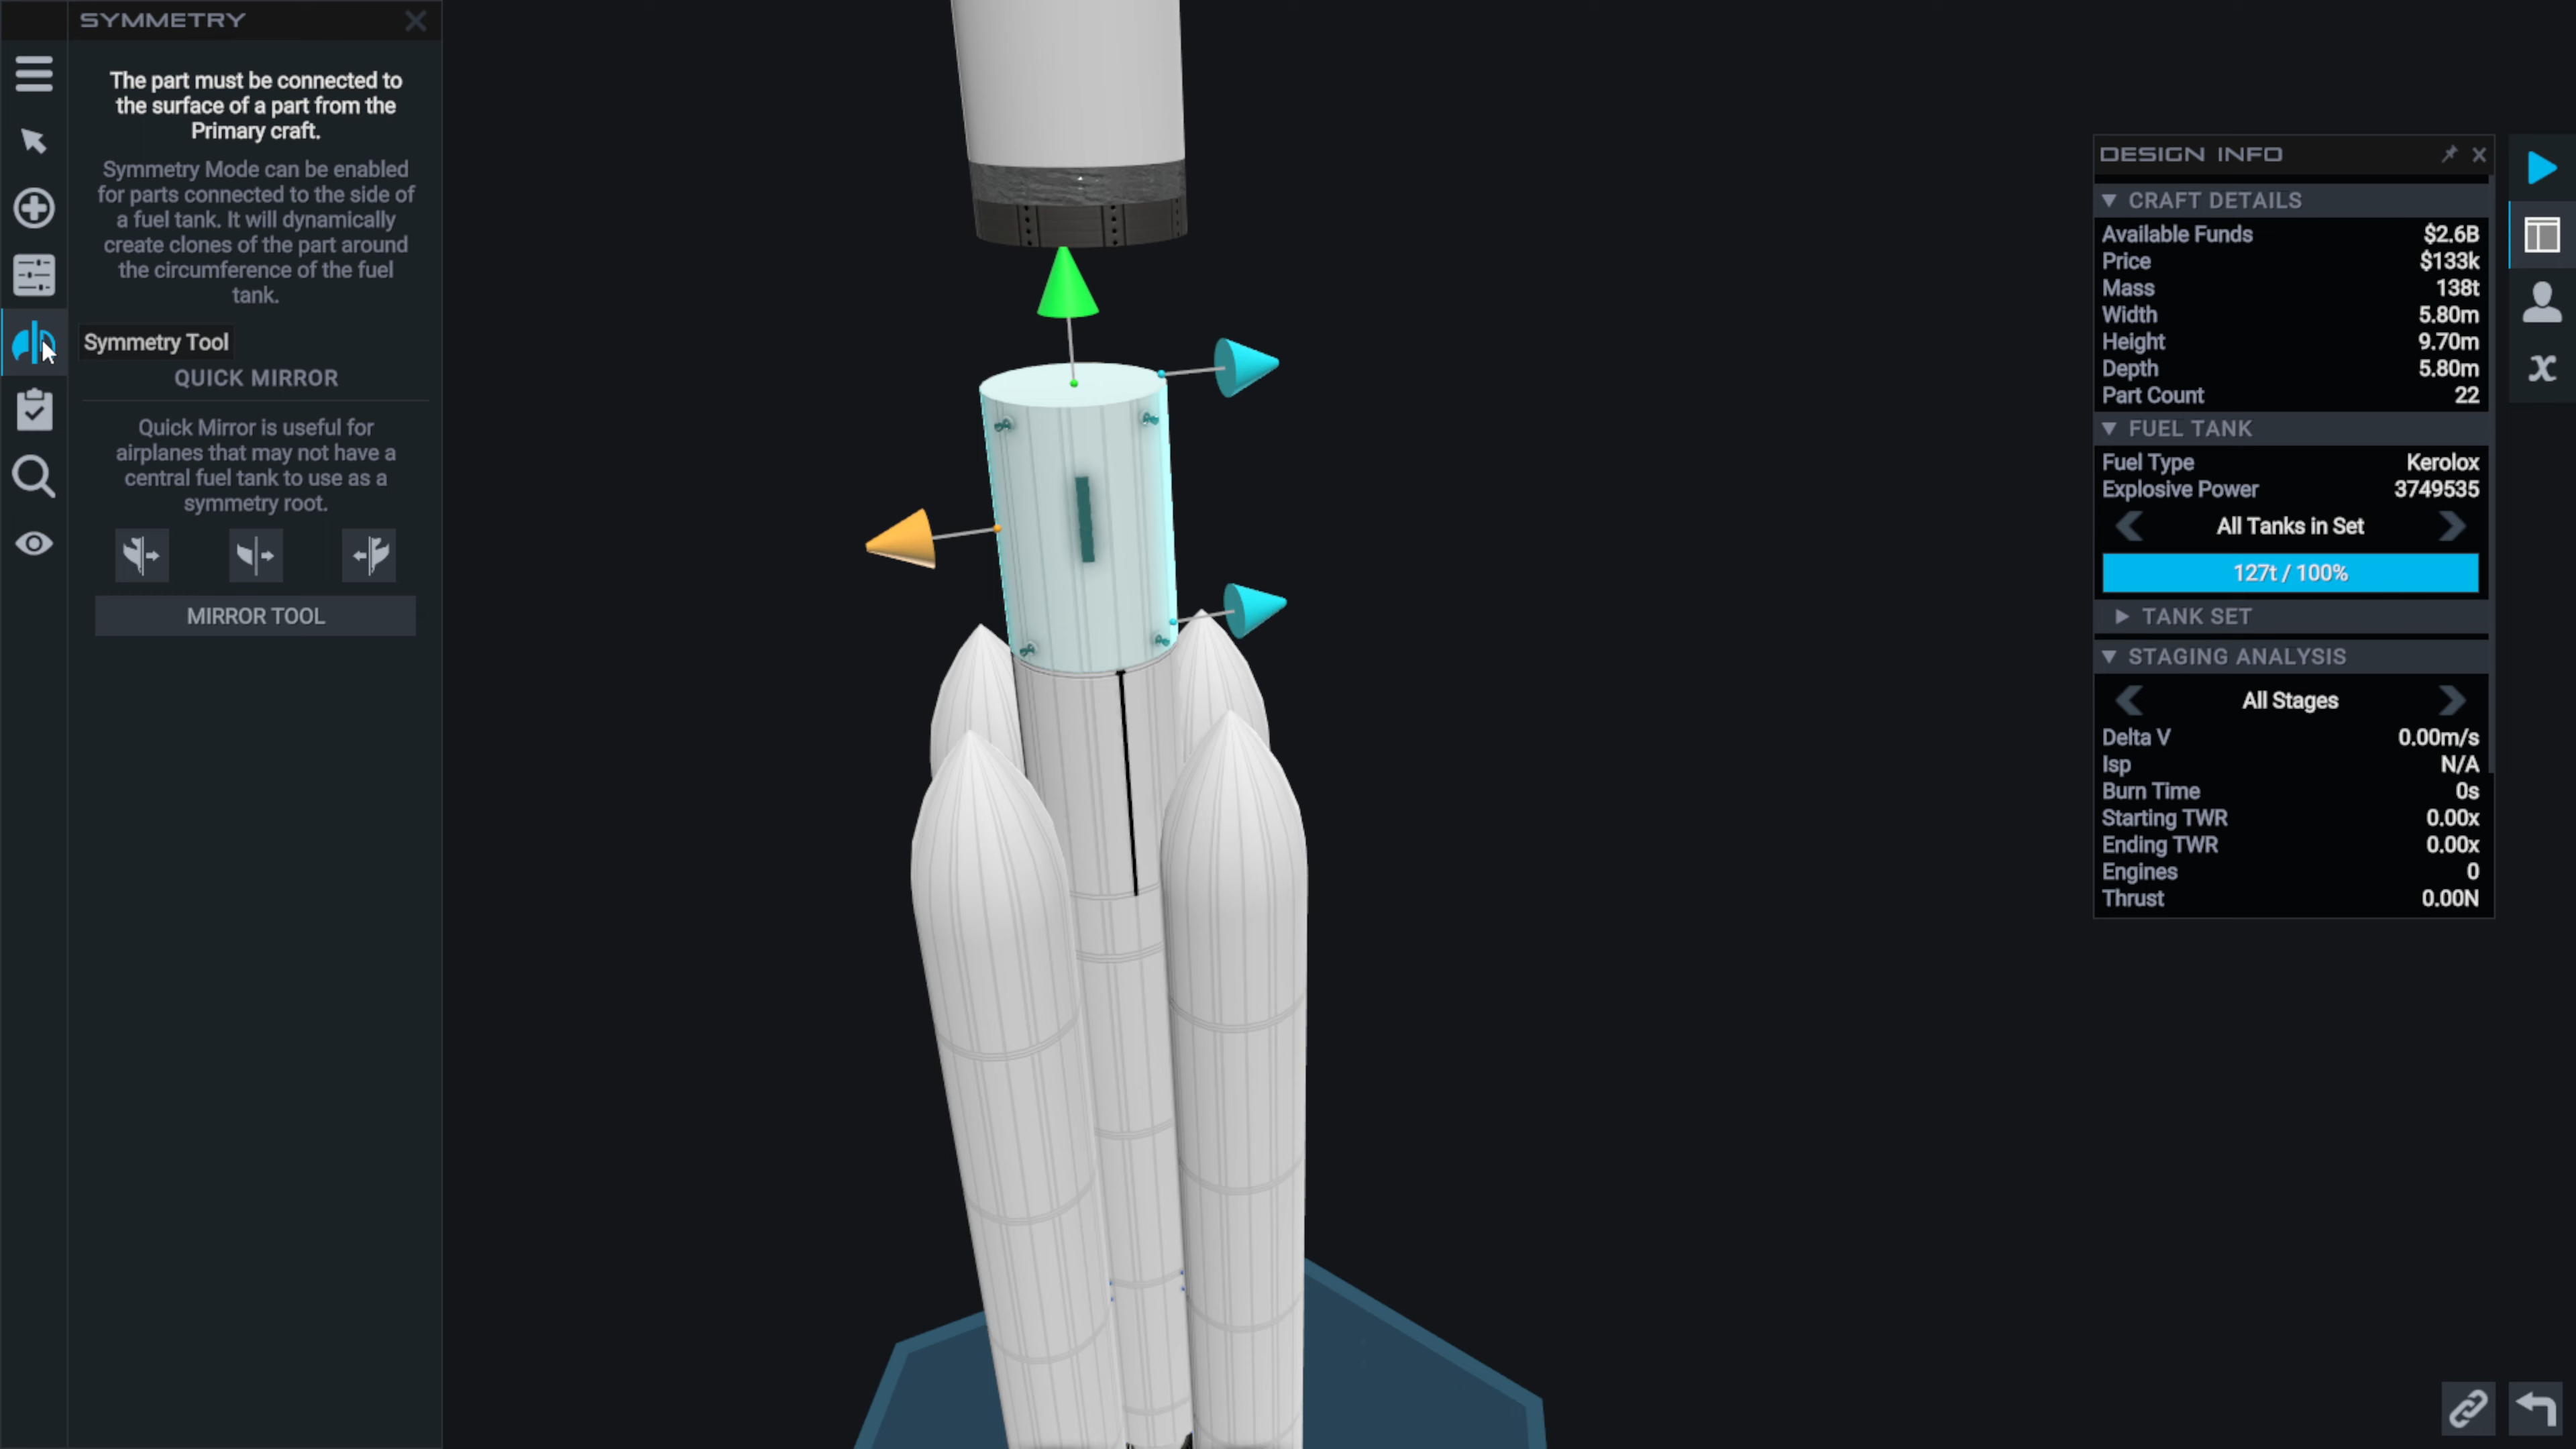 SYMMETRY
The part must be connected to
the surface of a part from the
Primary craft.
Symmetry Mode can be enabled
for parts connected to the side of
a fuel tank. It will dynamically
create clones of the part around
the circumference of the fuel
tank.
Symmetry Tool
QUICK MIRROR
Quick Mirror is useful for
airplanes that may not have a
central fuel tank to use as a
symmetry root.
MIRROR TOOL
DESIGN INFO
CRAFT DETAILS
Available Funds $2.6B
Price $133k
Mass 138t
Width 5.80m
Height 9.70m
Depth 5.80m
Part Count 22
FUEL TANK
Fuel Type Kerolox
Explosive Power 3749535
All Tanks in Set
127t / 100%
TANK SET
STAGING ANALYSIS
All Stages
Delta V 0.00m/s
Isp N/A
Burn Time 0s
Starting TWR 0.00x
Ending TWR 0.00x
Engines 0
Thrust 0.00N